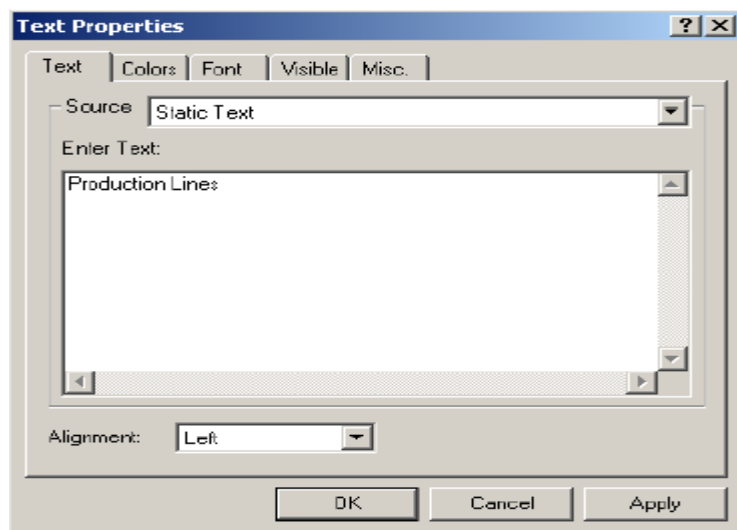 Text Properties
Text Colors Font Visible Misc.
Source Static Text
Enter Text:
Production Lines
Alignment: Left
OK Cancel Apply